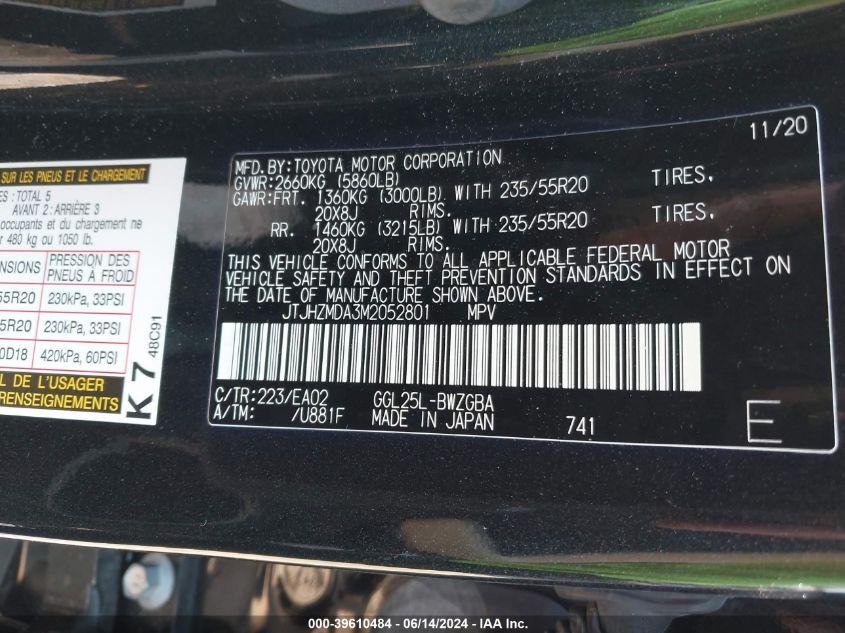 SUR LES PNEUS ET LE CHARGEMENT
: TOTAL 5
AVANT 2: ARRIÈRE 3
occupants et du chargement ne
480 kg ou 1050 lb.
PRESSION DES
PNEUS À FROID
55R20 230kPa, 33PSI
55R20 230kPa, 33PSI
0D18 420kPa, 60PSI
DE L'USAGER
RENSEIGNEMENTS
K 7
48C91
11/20
MFD.BY:TOYOTA MOTOR CORPORATION
GVWR:2660KG (5860LB)
GAWR:FRT. 1360KG (3000LB) WITH 235/55R20 TIRES.
20X8J RIMS.
RR. 1460KG (3215LB) WITH 235/55R20 TIRES.
20X8J RIMS.
THIS VEHICLE CONFORMS TO ALL APPLICABLE FEDERAL MOTOR
VEHICLE SAFETY AND THEFT PREVENTION STANDARDS IN EFFECT ON
THE DATE OF MANUFACTURE SHOWN ABOVE.
JTJHZMDA3M2052801 MPV
C/TR:223/EA02 GGL25L-BWZGBA
A/TM: /U881F MADE IN JAPAN 741
E
000-39610484 — 06/14/2024 — IAA, Inc.